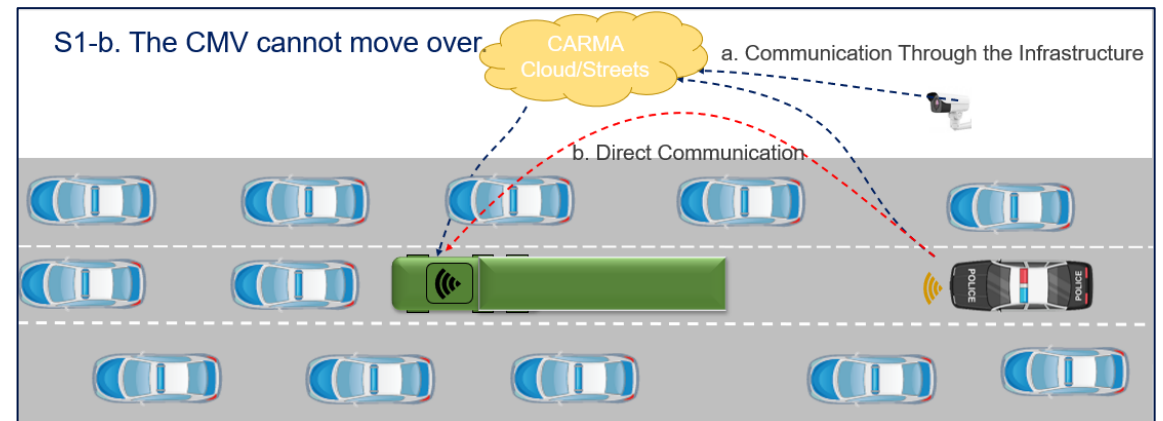 S1-b. The CMV cannot move over.
CARMA
Cloud/Streets
a. Communication Through the Infrastructure
b. Direct Communication
POLICE
POLICE